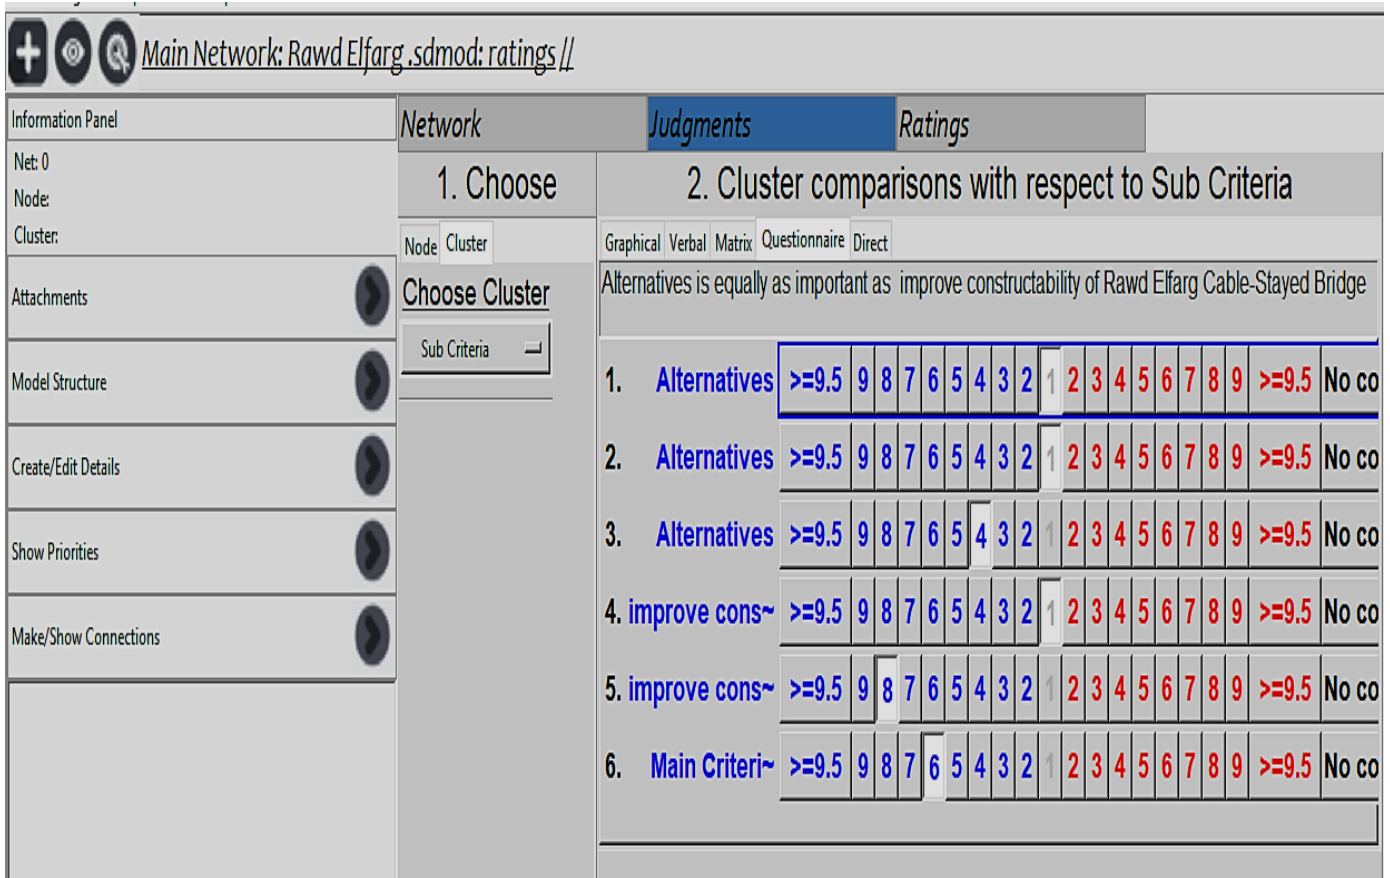 Main Network: Rawd Elfarg .sdmod: ratings //
Information Panel
Net: 0
Node:
Cluster:
Attachments
Model Structure
Create/Edit Details
Show Priorities
Make/Show Connections
Network Judgments Ratings
1. Choose
Node Cluster
Choose Cluster
Sub Criteria
2. Cluster comparisons with respect to Sub Criteria
Graphical Verbal Matrix Questionnaire Direct
Alternatives is equally as important as improve constructability of Rawd Elfarg Cable-Stayed Bridge
1. Alternatives >=9.5 9 8 7 6 5 4 3 2 1 2 3 4 5 6 7 8 9 >=9.5 No co
2. Alternatives >=9.5 9 8 7 6 5 4 3 2 1 2 3 4 5 6 7 8 9 >=9.5 No co
3. Alternatives >=9.5 9 8 7 6 5 4 3 2 1 2 3 4 5 6 7 8 9 >=9.5 No co
4. improve cons~ >=9.5 9 8 7 6 5 4 3 2 1 2 3 4 5 6 7 8 9 >=9.5 No co
5. improve cons~ >=9.5 9 8 7 6 5 4 3 2 1 2 3 4 5 6 7 8 9 >=9.5 No co
6. Main Criteri~ >=9.5 9 8 7 6 5 4 3 2 1 2 3 4 5 6 7 8 9 >=9.5 No co